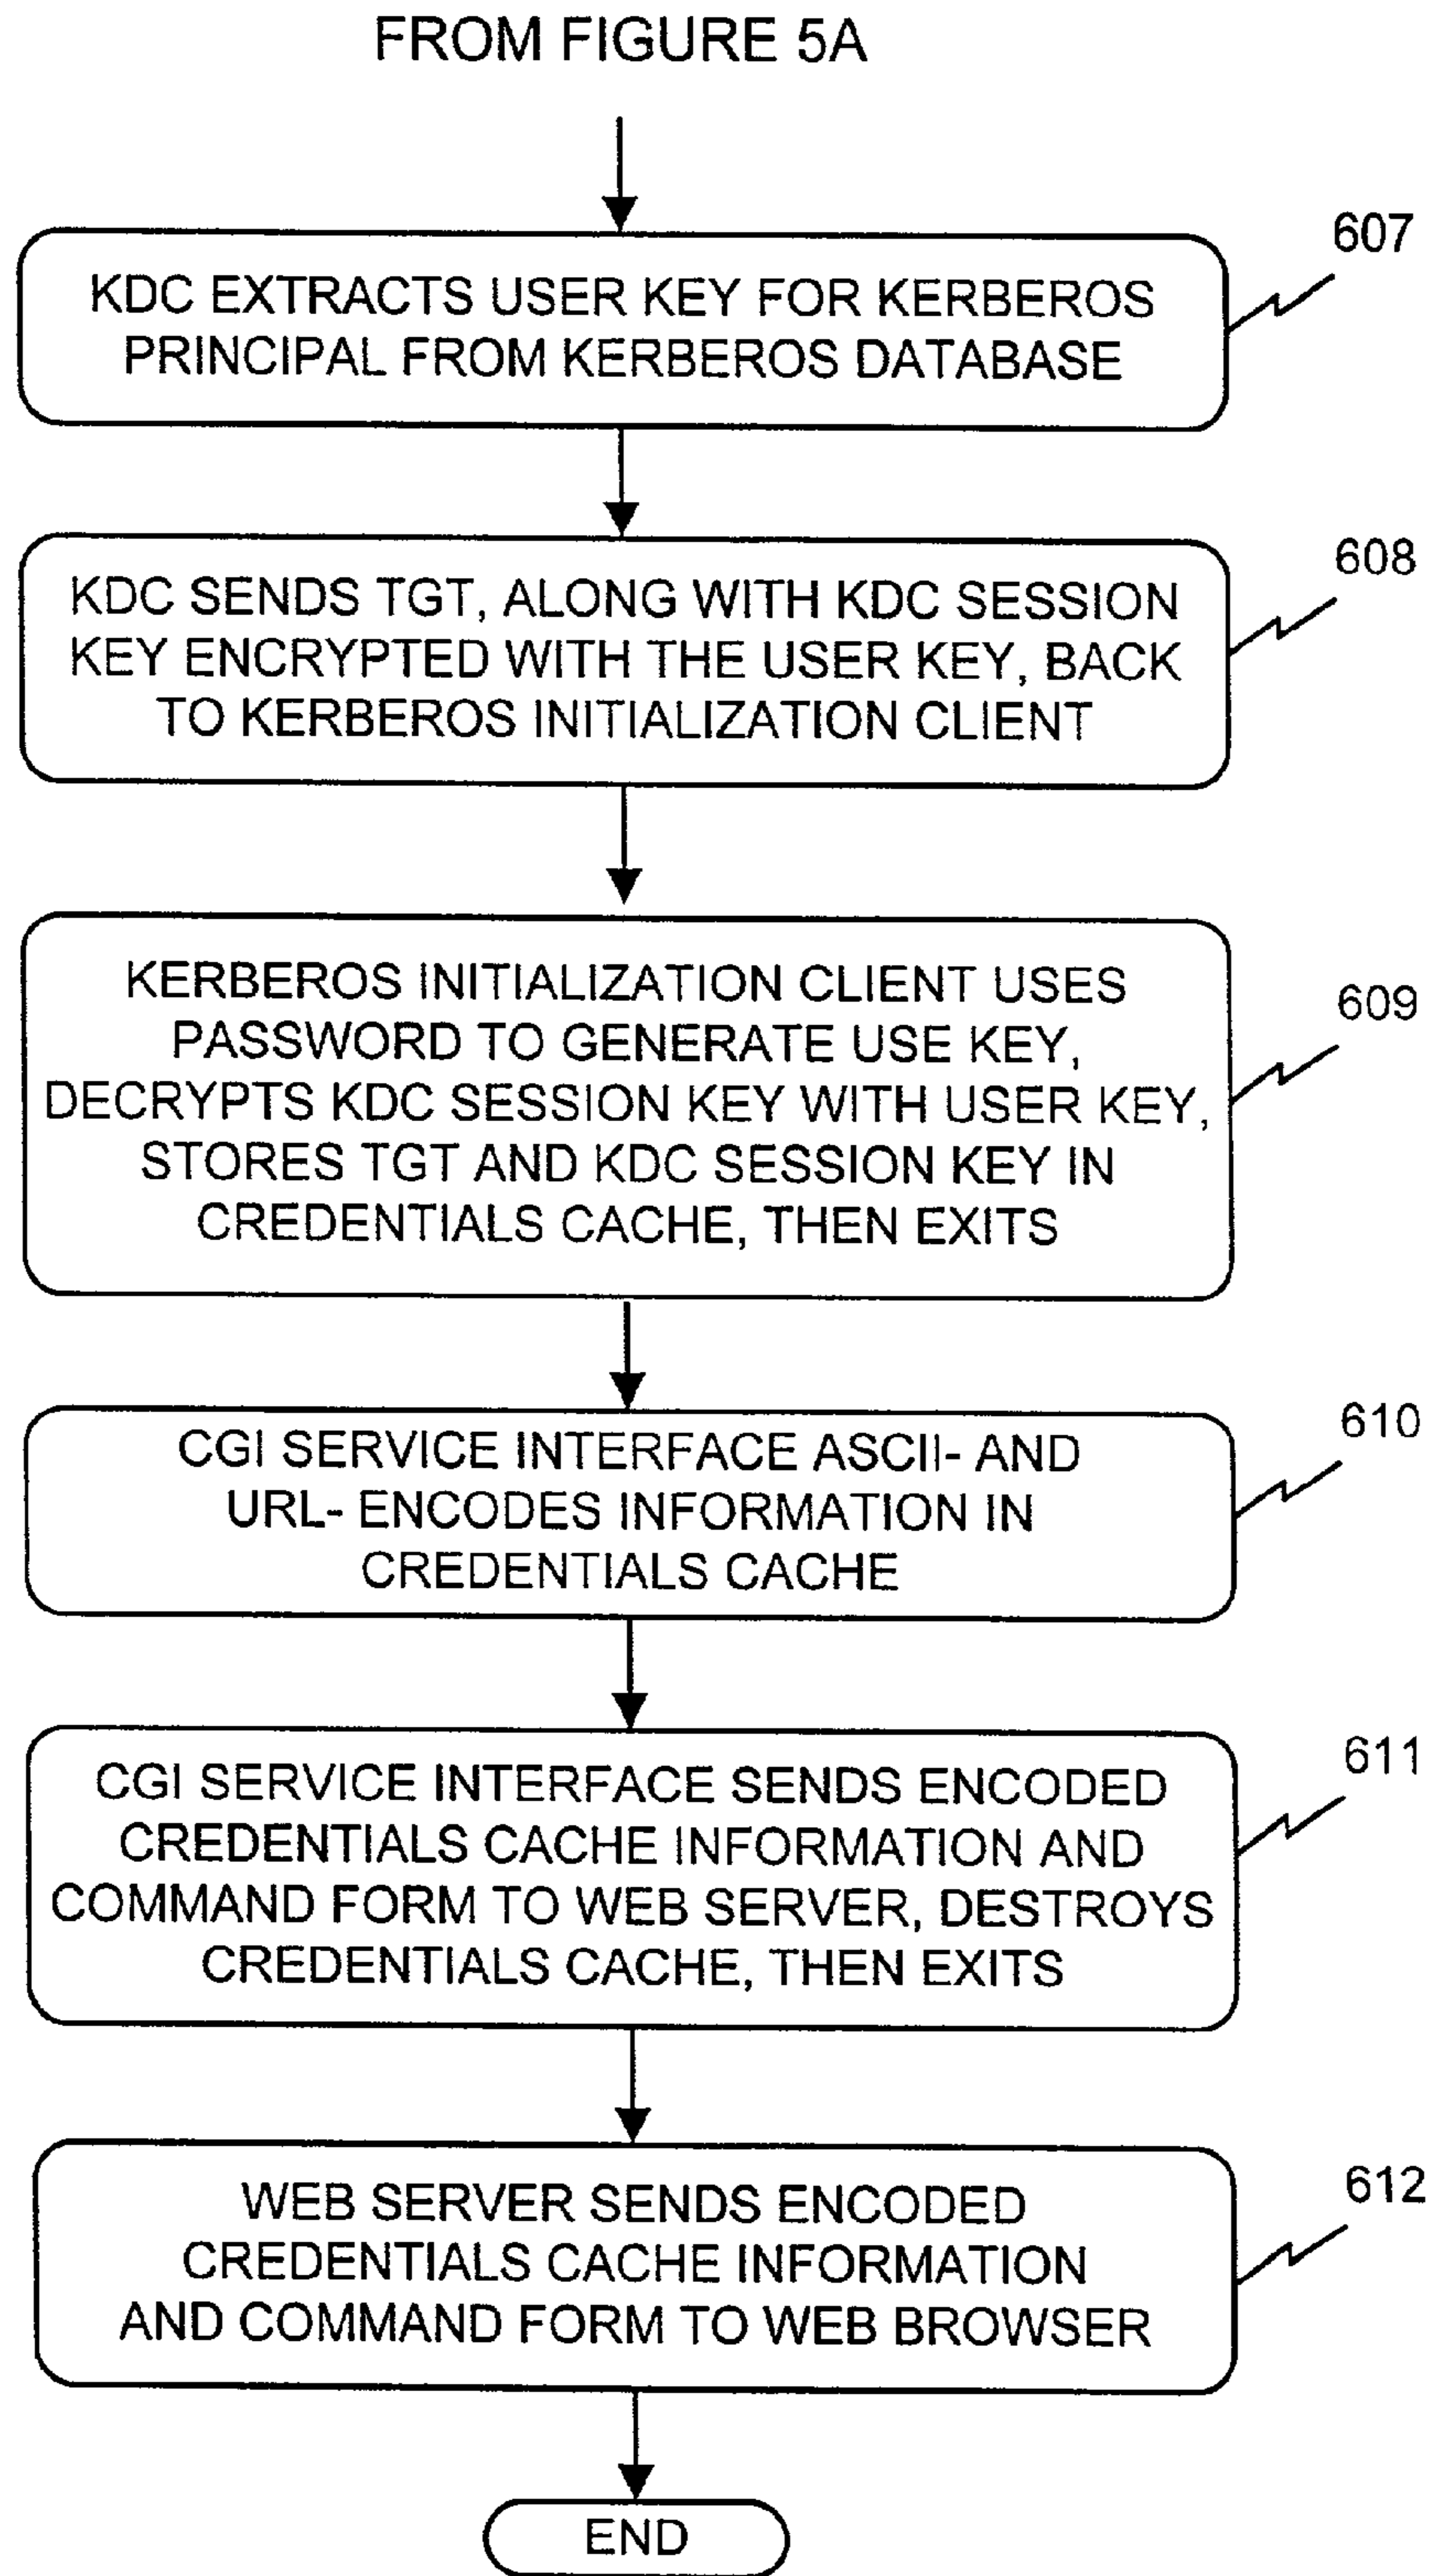 FROM FIGURE 5A
607
KDC EXTRACTS USER KEY FOR KERBEROS
PRINCIPAL FROM KERBEROS DATABASE
608
KDC SENDS TGT, ALONG WITH KDC SESSION
KEY ENCRYPTED WITH THE USER KEY, BACK
TO KERBEROS INITIALIZATION CLIENT
609
KERBEROS INITIALIZATION CLIENT USES
PASSWORD TO GENERATE USE KEY,
DECRYPTS KDC SESSION KEY WITH USER KEY,
STORES TGT AND KDC SESSION KEY IN
CREDENTIALS CACHE, THEN EXITS
610
CGI SERVICE INTERFACE ASCII- AND
URL- ENCODES INFORMATION IN
CREDENTIALS CACHE
611
CGI SERVICE INTERFACE SENDS ENCODED
CREDENTIALS CACHE INFORMATION AND
COMMAND FORM TO WEB SERVER, DESTROYS
CREDENTIALS CACHE, THEN EXITS
612
WEB SERVER SENDS ENCODED
CREDENTIALS CACHE INFORMATION
AND COMMAND FORM TO WEB BROWSER
END